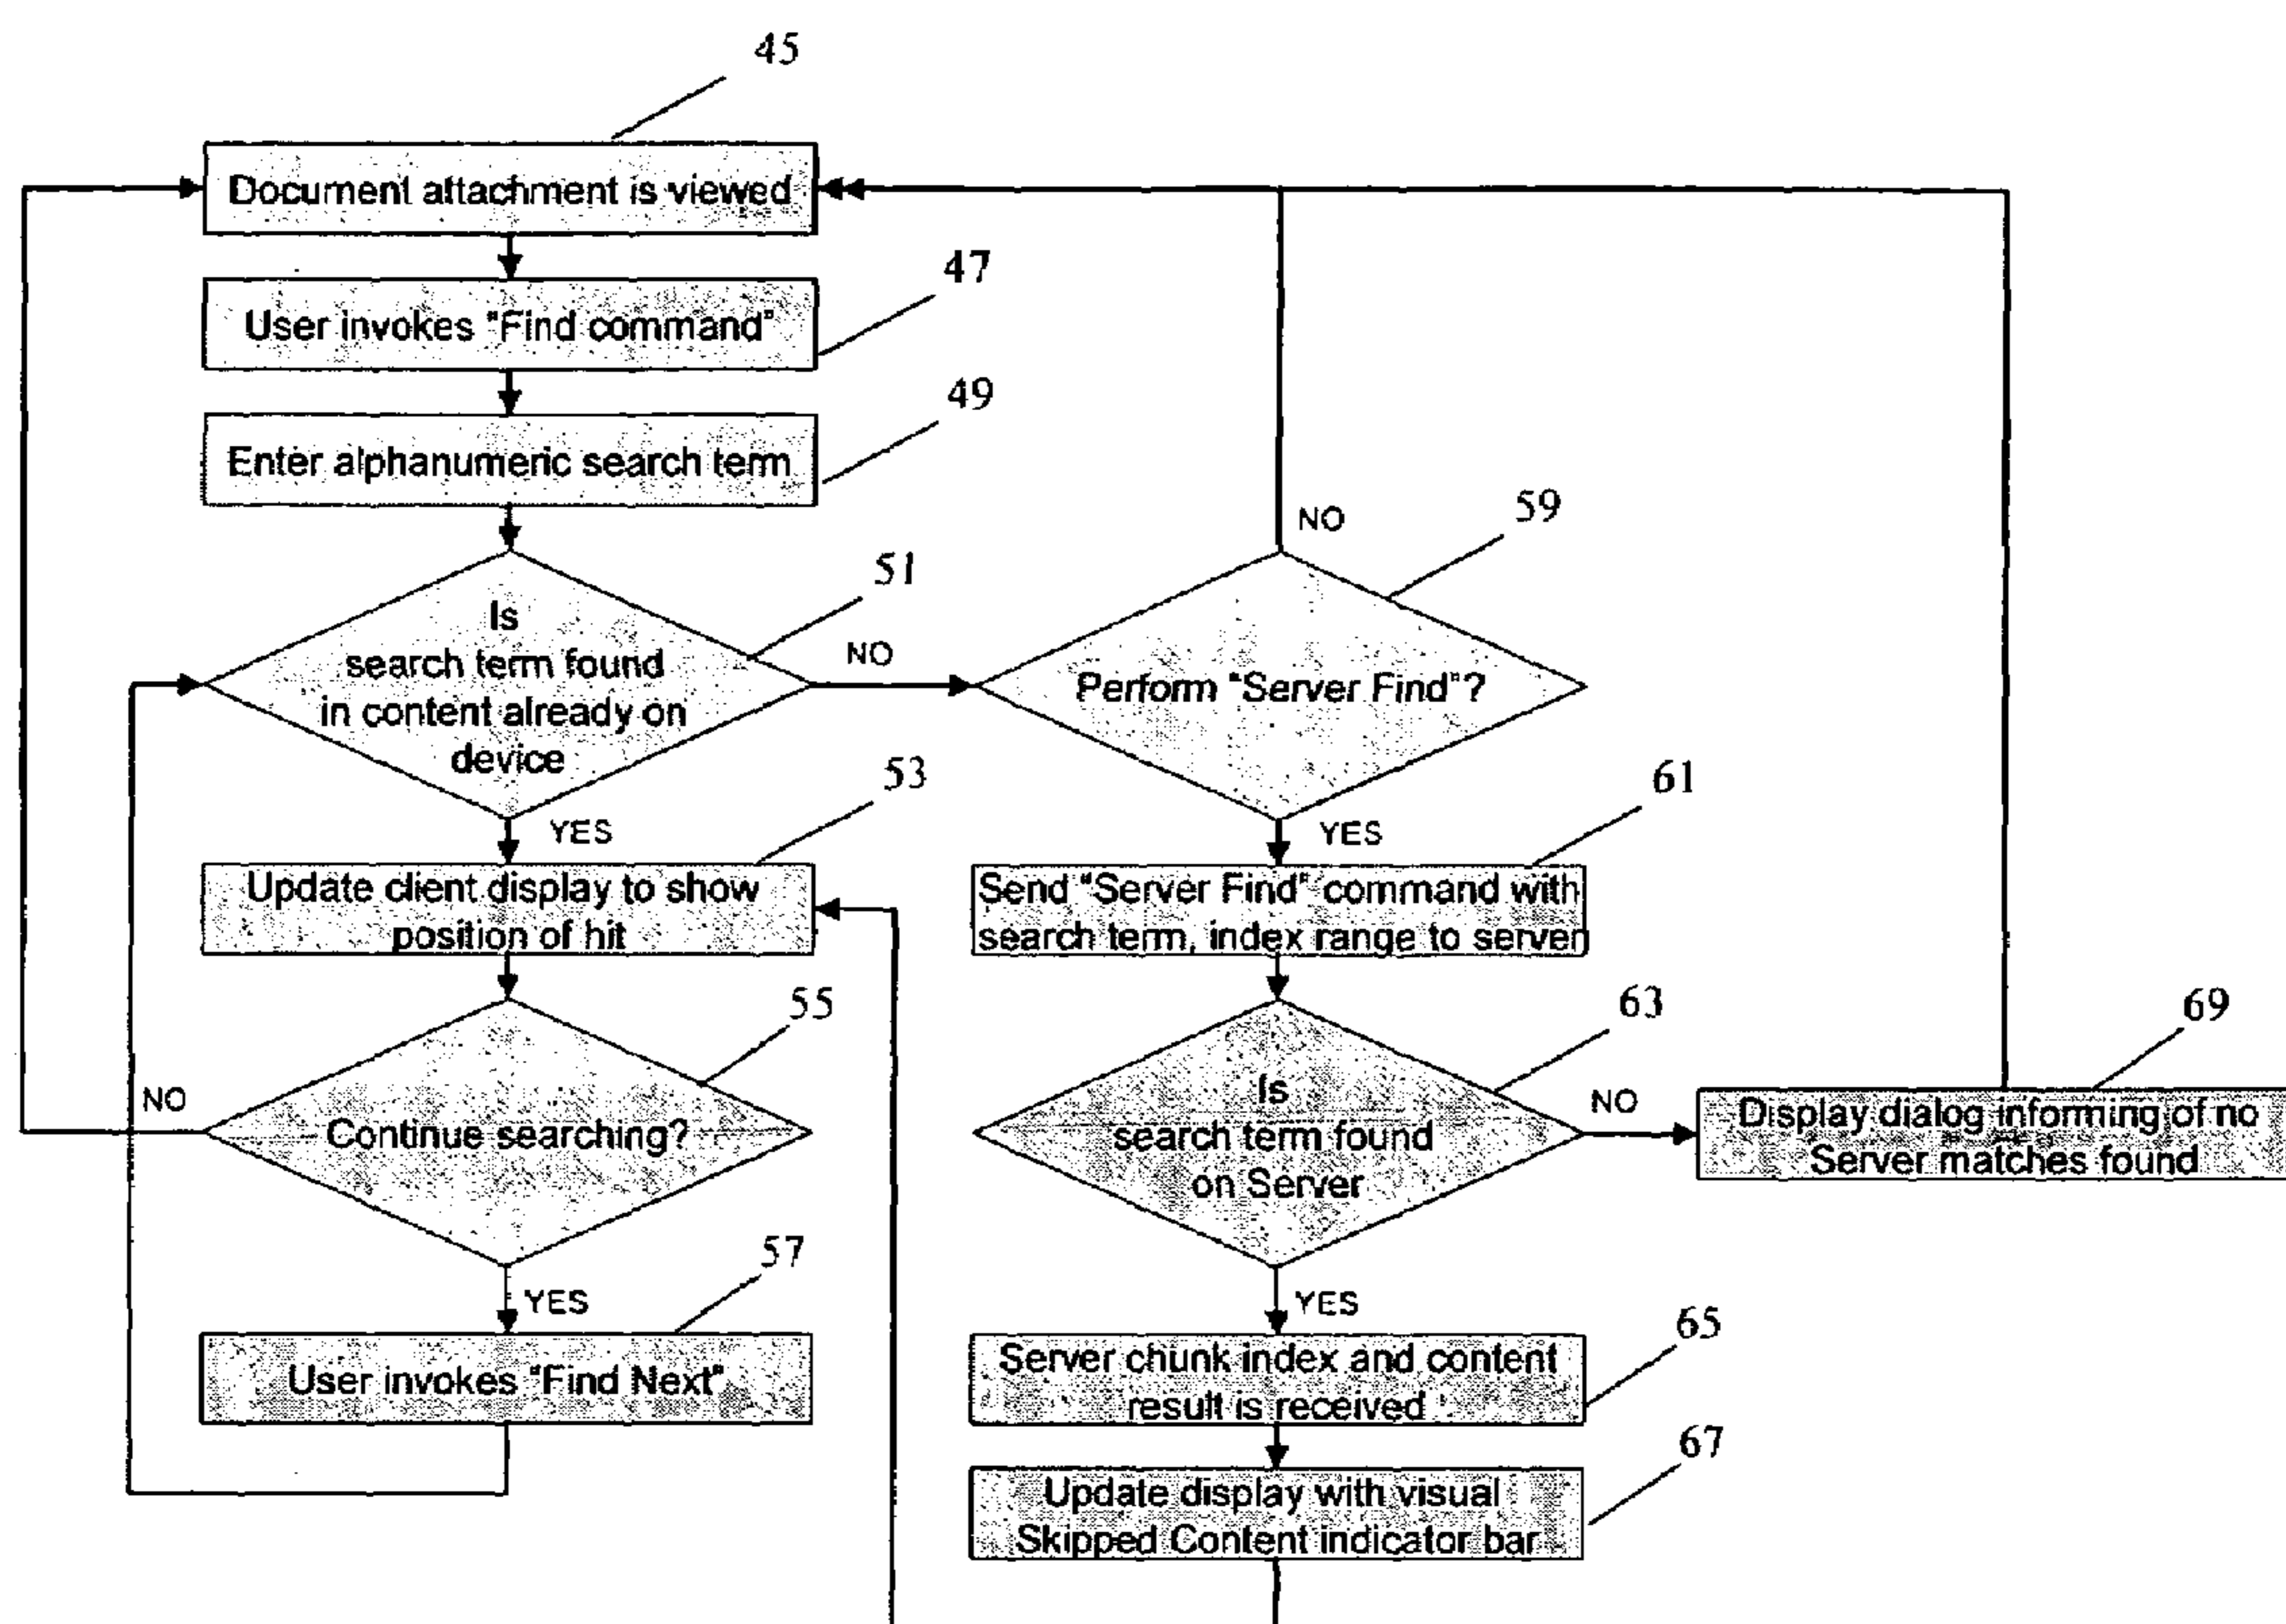 45
Document attachment is viewed
47
User invokes "Find command"
49
Enter alphanumeric search term
51
Is
search term found
in content already on
device
NO
YES
59
Perform "Server Find"?
NO
YES
53
Update client display to show
position of hit
61
Send "Server Find" command with
search term, index range to server
55
Continue searching?
NO
YES
63
Is
search term found
on Server
NO
YES
69
Display dialog informing of no
Server matches found
57
User invokes "Find Next"
65
Server chunk index and content
result is received
67
Update display with visual
Skipped Content indicator bar